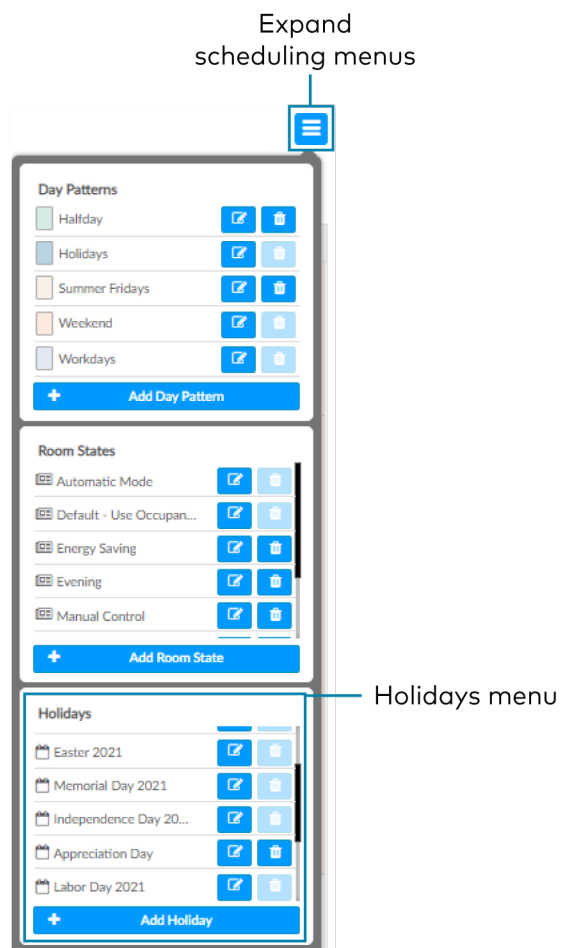 Expand
scheduling menus
Day Patterns
Halfday
Holidays
Summer Fridays
Weekend
Workdays
Add Day Pattern
Room States
Automatic Mode
Default - Use Occupan...
Energy Saving
Evening
Manual Control
Add Room State
Holidays menu
Holidays
Easter 2021
Memorial Day 2021
Independence Day 20...
Appreciation Day
Labor Day 2021
Add Holiday